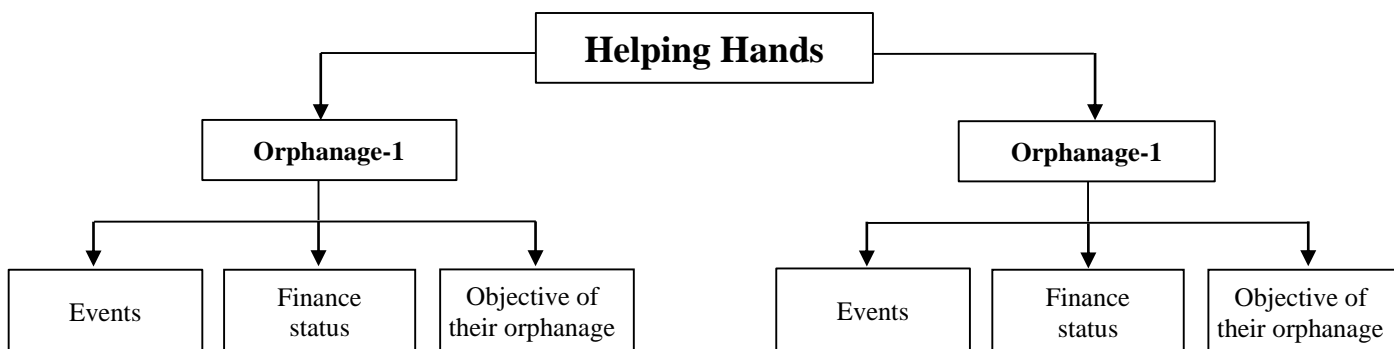 Helping Hands
Orphanage-1
Orphanage-1
Events
Finance
status
Objective of
their orphanage
Events
Finance
status
Objective of
their orphanage